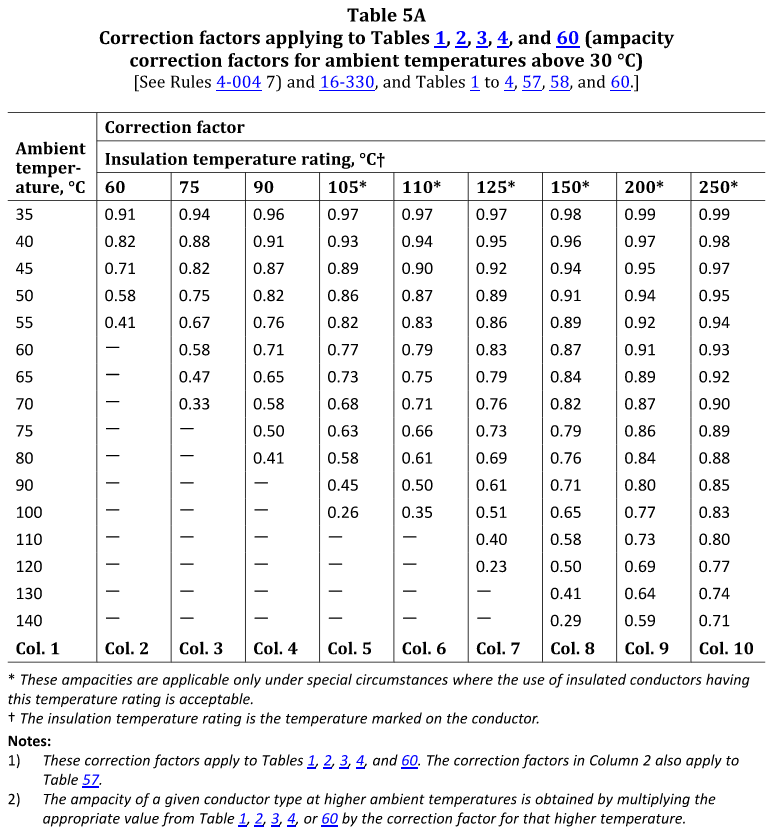 Table 5A
Correction factors applying to Tables 1, 2, 3, 4, and 60 (ampacity
correction factors for ambient temperatures above 30 °C)
[See Rules 4-004 7) and 16-330, and Tables 1 to 4, 57, 58, and 60.]
Ambient
temper-
ature, °C
Correction factor
Insulation temperature rating, °C†
60 75 90 105* 110* 125* 150* 200* 250*
35 0.91 0.94 0.96 0.97 0.97 0.97 0.98 0.99 0.99
40 0.82 0.88 0.91 0.93 0.94 0.95 0.96 0.97 0.98
45 0.71 0.82 0.87 0.89 0.90 0.92 0.94 0.95 0.97
50 0.58 0.75 0.82 0.86 0.87 0.89 0.91 0.94 0.95
55 0.41 0.67 0.76 0.82 0.83 0.86 0.89 0.92 0.94
60 — 0.58 0.71 0.77 0.79 0.83 0.87 0.91 0.93
65 — 0.47 0.65 0.73 0.75 0.79 0.84 0.89 0.92
70 — 0.33 0.58 0.68 0.71 0.76 0.82 0.87 0.90
75 — — 0.50 0.63 0.66 0.73 0.79 0.86 0.89
80 — — 0.41 0.58 0.61 0.69 0.76 0.84 0.88
90 — — — 0.45 0.50 0.61 0.71 0.80 0.85
100 — — — 0.26 0.35 0.51 0.65 0.77 0.83
110 — — — — — 0.40 0.58 0.73 0.80
120 — — — — — 0.23 0.50 0.69 0.77
130 — — — — — — 0.41 0.64 0.74
140 — — — — — — 0.29 0.59 0.71
Col. 1 Col. 2 Col. 3 Col. 4 Col. 5 Col. 6 Col. 7 Col. 8 Col. 9 Col. 10
* These ampacities are applicable only under special circumstances where the use of insulated conductors having
this temperature rating is acceptable.
† The insulation temperature rating is the temperature marked on the conductor.
Notes:
1) These correction factors apply to Tables 1, 2, 3, 4, and 60. The correction factors in Column 2 also apply to
Table 57.
2) The ampacity of a given conductor type at higher ambient temperatures is obtained by multiplying the
appropriate value from Table 1, 2, 3, 4, or 60 by the correction factor for that higher temperature.